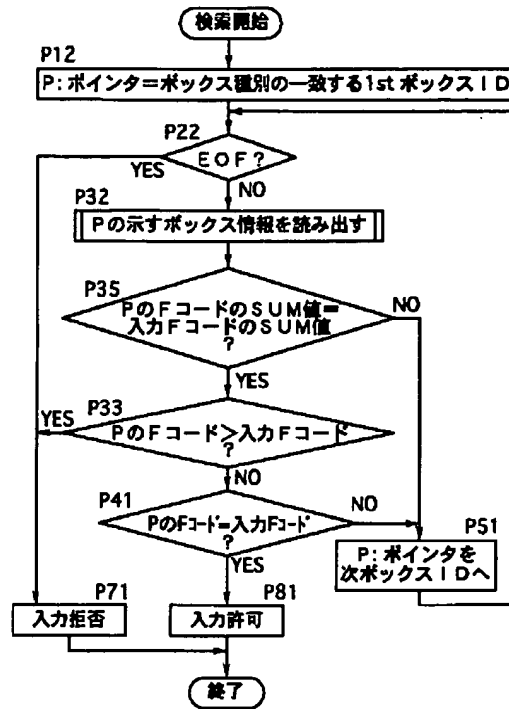 検索開始
P12
P:ポインタ=ボックス種別の一致する1stボックスID
P22
EOF?
YES
NO
P32
Pの示すボックス情報を読み出す
P35
PのFコードのSUM値=
入力FコードのSUM値
?
NO
YES
P33
YES
PのFコード>入力Fコード
?
NO
P41
NO
PのFコード=入力Fコード
?
YES
P51
P:ポインタを
次ボックスIDへ
P71
入力拒否
P81
入力許可
終了